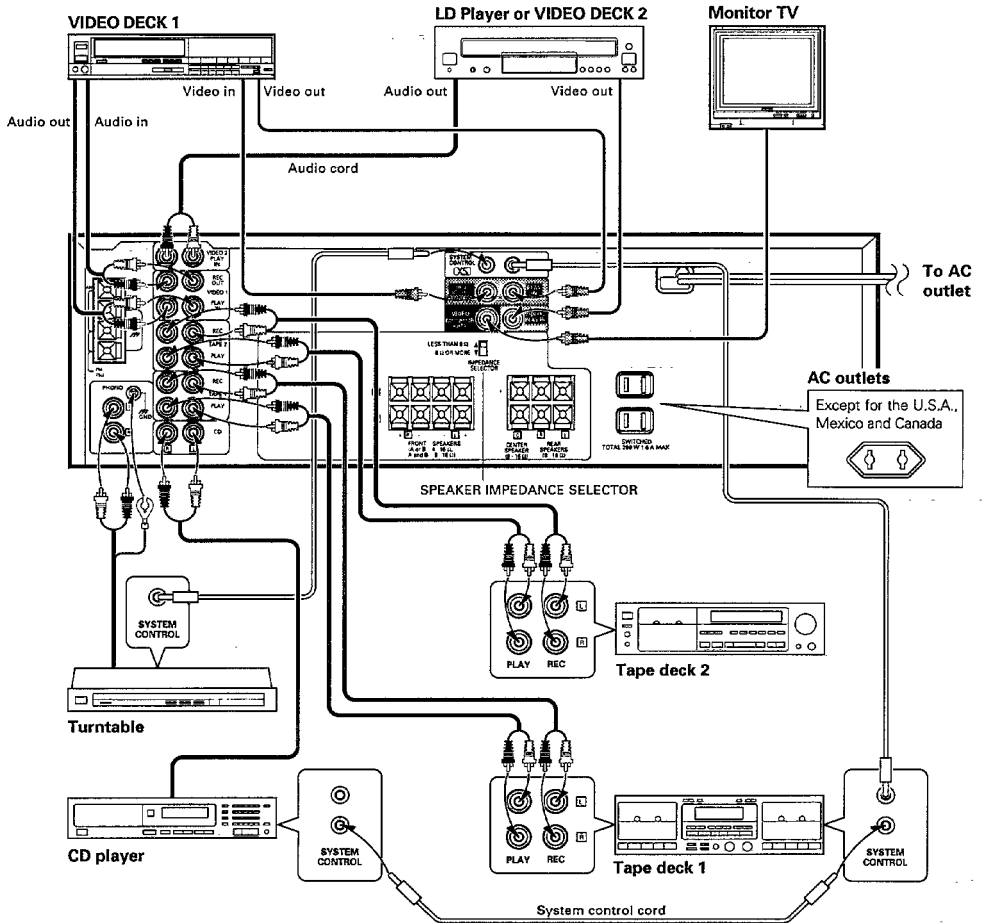 VIDEO DECK 1
LD Player or VIDEO DECK 2
Monitor TV
Video in
Video out
Audio out
Video out
Audio out
Audio in
Audio cord
VIDEO 2
PLAY
IN
REC
OUT
VIDEO 1
PLAY
REC
TAPE 2
PLAY
REC
PLAY
CD
PHONO
GND
SYSTEM
CONTROL
To AC
outlet
LESS THAN 8Ω
8Ω OR MORE
IMPEDANCE
SELECTOR
FRONT SPEAKERS
CENTER
SPEAKER
REAR
SPEAKERS
SWITCHED
AC outlets
Except for the U.S.A.,
Mexico and Canada
SPEAKER IMPEDANCE SELECTOR
SYSTEM
CONTROL
Turntable
L
R
PLAY REC
Tape deck 2
CD player
SYSTEM
CONTROL
L
R
PLAY REC
Tape deck 1
SYSTEM
CONTROL
System control cord